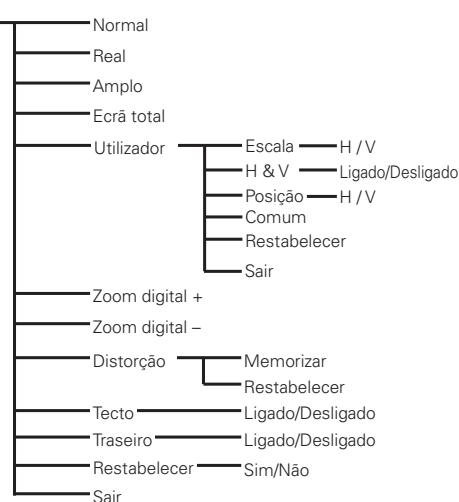 Normal
Real
Amplo
Ecrã total
Utilizador
Escala H / V
H & V Ligado/Desligado
Posição H / V
Comum
Restabelecer
Sair
Zoom digital +
Zoom digital –
Distorção Memorizar
Restabelecer
Tecto Ligado/Desligado
Traseiro Ligado/Desligado
Restabelecer Sim/Não
Sair